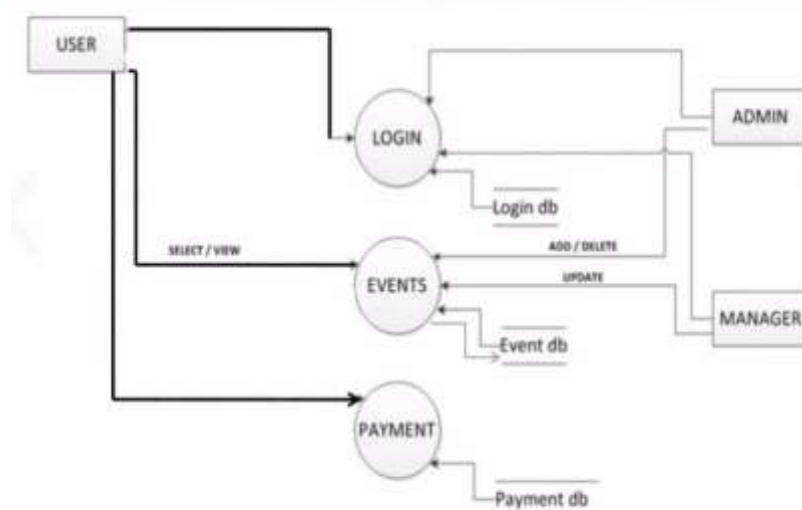 USER
ADMIN
LOGIN
Login db
SELECT / VIEW
ADD / DELETE
EVENTS
UPDATE
MANAGER
Event db
PAYMENT
Payment db